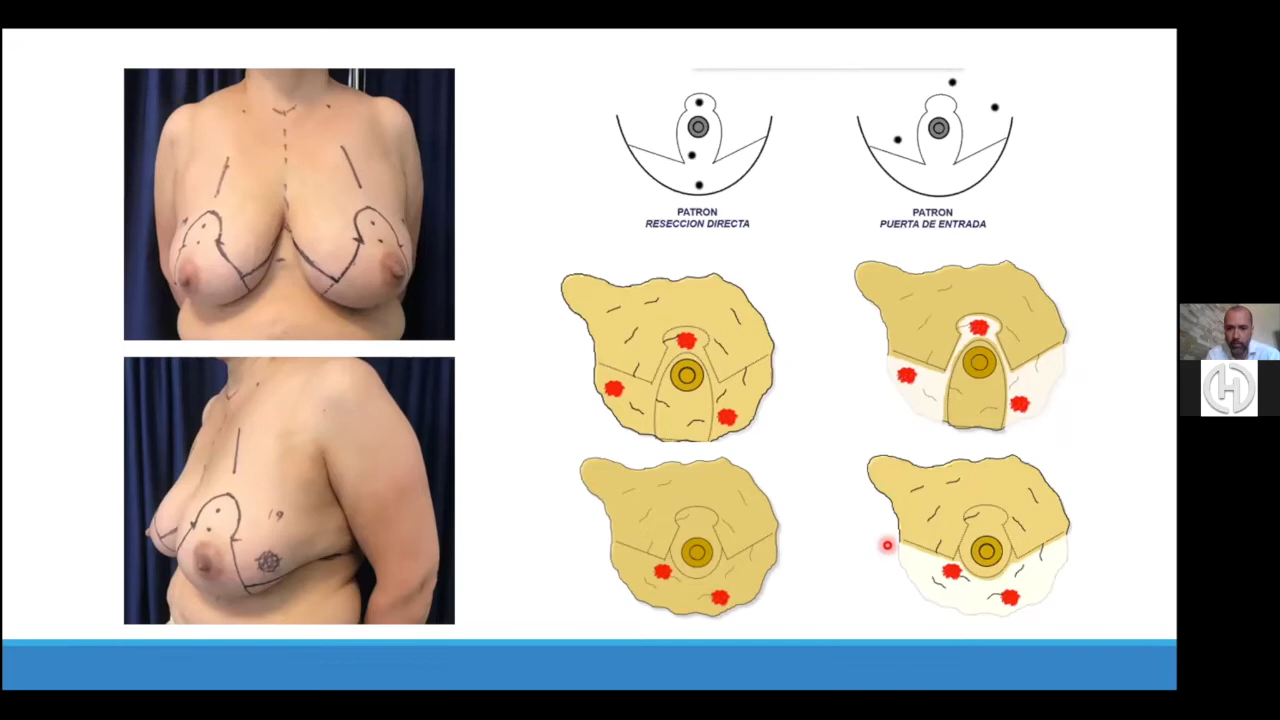 PATRON
RESECCION DIRECTA
PATRON
PUERTA DE ENTRADA
H